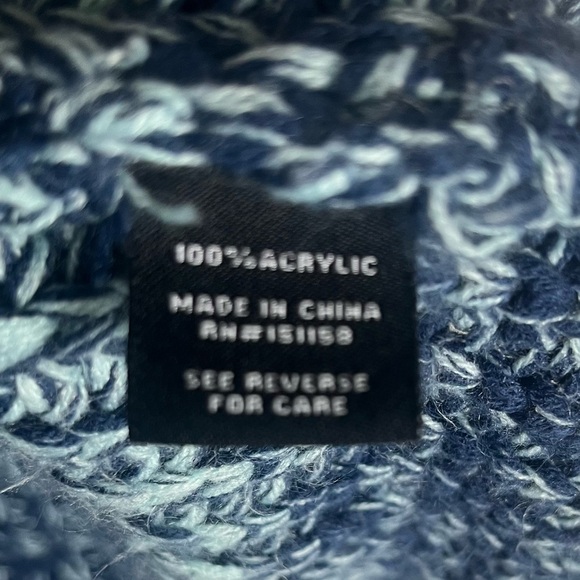 100% ACRYLIC
MADE IN CHINA
RN#151158
SEE REVERSE
FOR CARE